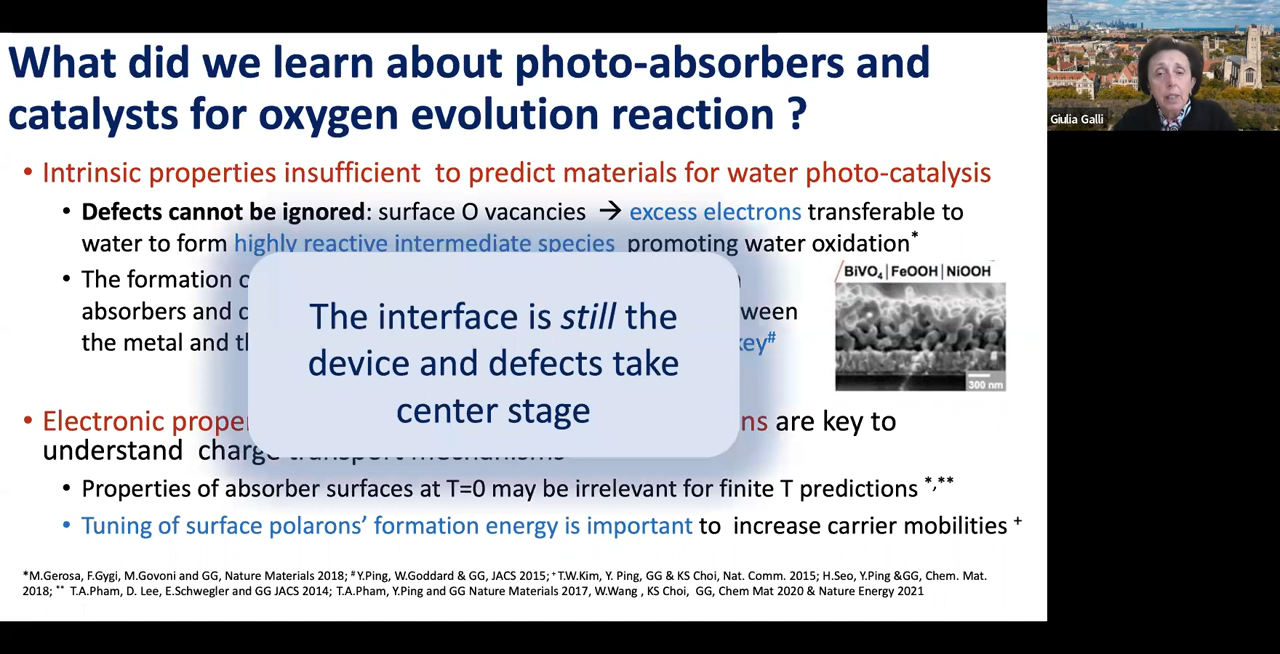 What did we learn about photo-absorbers and
catalysts for oxygen evolution reaction ?
• Intrinsic properties insufficient to predict materials for water photo-catalysis
• Defects cannot be ignored: surface O vacancies → excess electrons transferable to
water to form highly reactive intermediate species promoting water oxidation*
• The formation
absorbers and
the metal and
key#
BiVO₄|FeOOH|NiOOH
300 nm
The interface is still the
device and defects take
center stage
• Electronic are key to
understand charge transport mechanisms
• Properties of absorber surfaces at T=0 may be irrelevant for finite T predictions *,**
• Tuning of surface polarons’ formation energy is important to increase carrier mobilities +
*M.Gerosa, F.Gygi, M.Govoni and GG, Nature Materials 2018; # Y.Ping, W.Goddard & GG, JACS 2015; + T.W.Kim, Y. Ping, GG & KS Choi, Nat. Comm. 2015; H.Seo, Y.Ping &GG, Chem. Mat.
2018; ** T.A.Pham, D. Lee, E.Schwegler and GG JACS 2014; T.A.Pham, Y.Ping and GG Nature Materials 2017, W.Wang , KS Choi, GG, Chem Mat 2020 & Nature Energy 2021
Giulia Galli